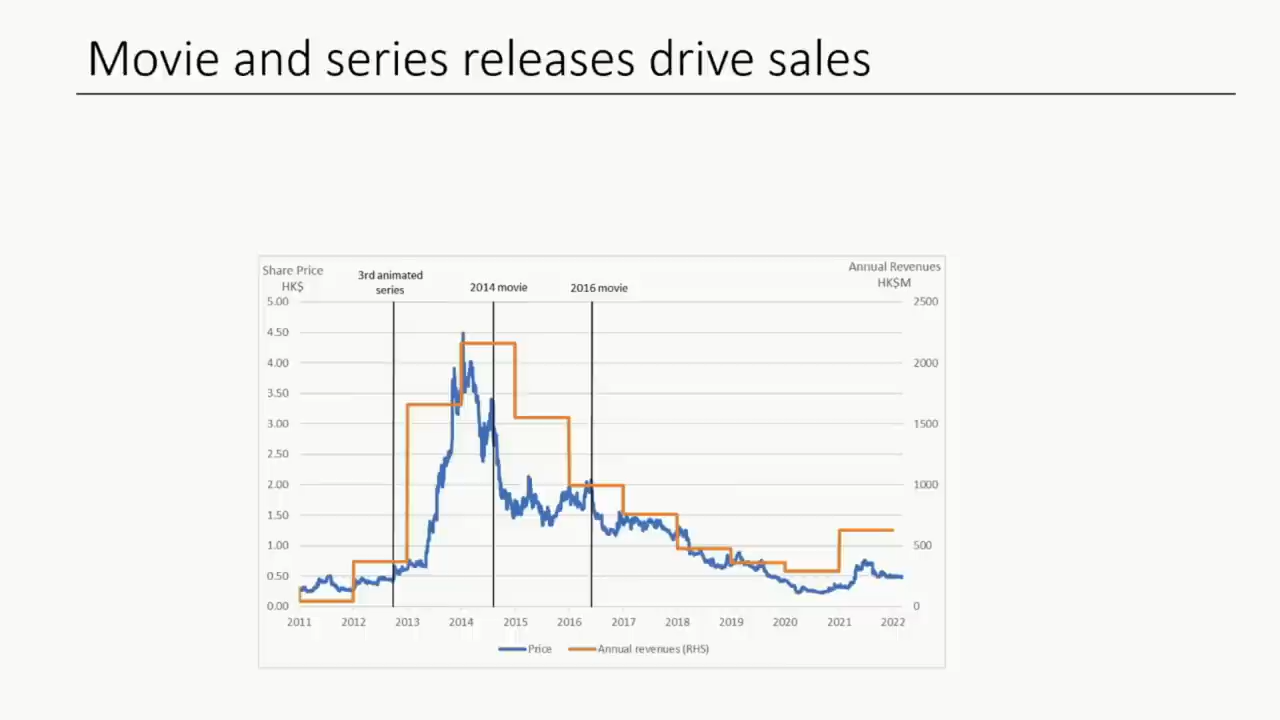 Movie and series releases drive sales
Share Price
HK$
3rd animated
series
2014 movie
2016 movie
Annual Revenues
HK$M
5.00
4.50
4.00
3.50
3.00
2.50
2.00
1.50
1.00
0.50
0.00
2500
2000
1500
1000
500
0
2011 2012 2013 2014 2015 2016 2017 2018 2019 2020 2021 2022
Price Annual revenues (RHS)